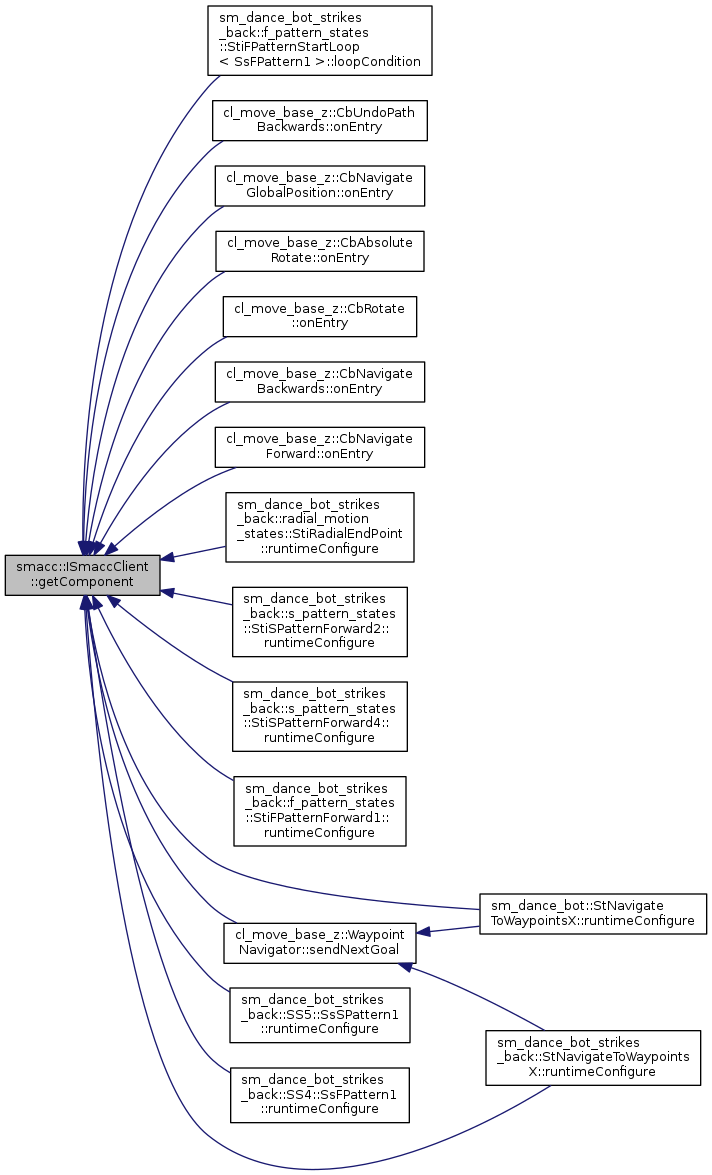 sm_dance_bot_strikes
_back::f_pattern_states
::StiFPatternStartLoop
< SsFPattern1 >::loopCondition
cl_move_base_z::CbUndoPath
Backwards::onEntry
cl_move_base_z::CbNavigate
GlobalPosition::onEntry
cl_move_base_z::CbAbsolute
Rotate::onEntry
cl_move_base_z::CbRotate
::onEntry
cl_move_base_z::CbNavigate
Backwards::onEntry
cl_move_base_z::CbNavigate
Forward::onEntry
sm_dance_bot_strikes
_back::radial_motion
_states::StiRadialEndPoint
::runtimeConfigure
smacc::ISmaccClient
::getComponent
sm_dance_bot_strikes
_back::s_pattern_states
::StiSPatternForward2::
runtimeConfigure
sm_dance_bot_strikes
_back::s_pattern_states
::StiSPatternForward4::
runtimeConfigure
sm_dance_bot_strikes
_back::f_pattern_states
::StiFPatternForward1::
runtimeConfigure
sm_dance_bot::StNavigate
ToWaypointsX::runtimeConfigure
cl_move_base_z::Waypoint
Navigator::sendNextGoal
sm_dance_bot_strikes
_back::SS5::SsSPattern1
::runtimeConfigure
sm_dance_bot_strikes
_back::StNavigateToWaypoints
X::runtimeConfigure
sm_dance_bot_strikes
_back::SS4::SsFPattern1
::runtimeConfigure